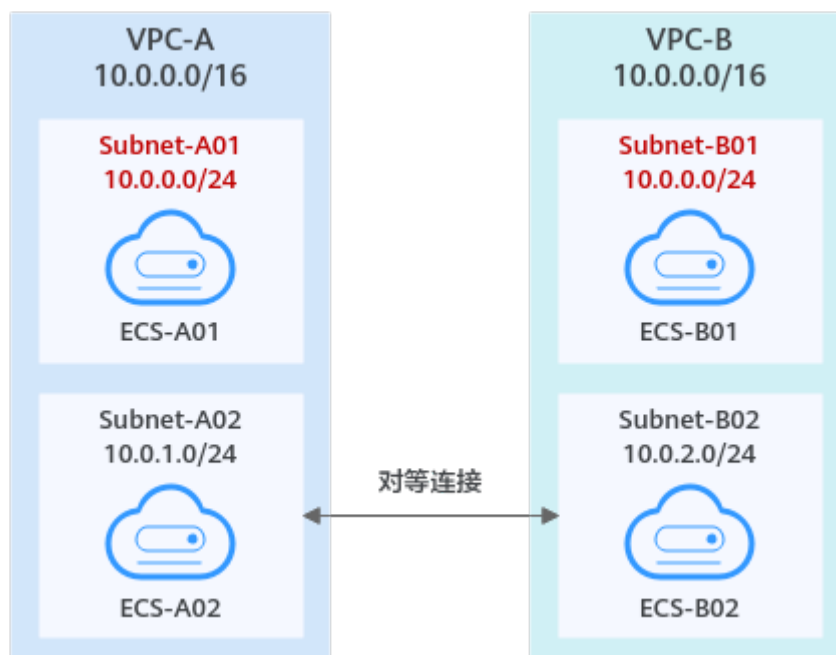 VPC-A
10.0.0.0/16
Subnet-A01
10.0.0.0/24
ECS-A01
Subnet-A02
10.0.1.0/24
ECS-A02
对等连接
VPC-B
10.0.0.0/16
Subnet-B01
10.0.0.0/24
ECS-B01
Subnet-B02
10.0.2.0/24
ECS-B02